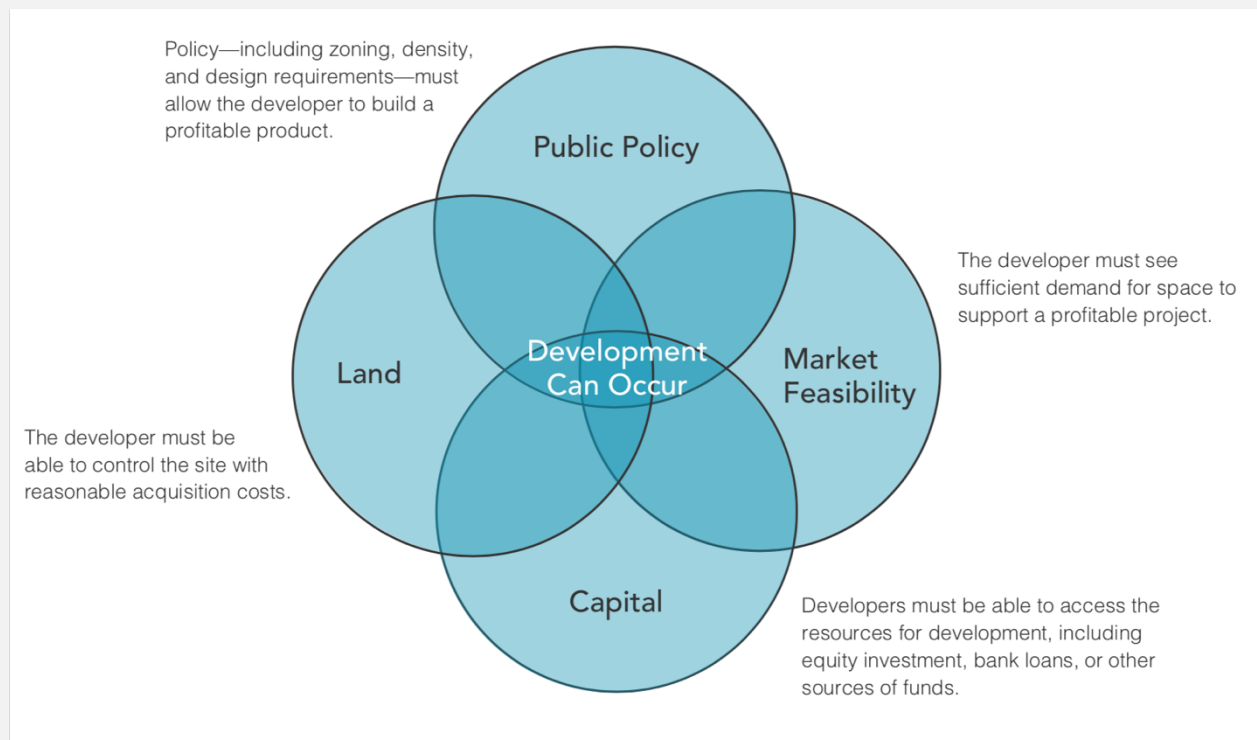 Policy—including zoning, density,
and design requirements—must
allow the developer to build a
profitable product.
Public Policy
The developer must see
sufficient demand for space to
support a profitable project.
Development
Can Occur
Land
Market
Feasibility
The developer must be
able to control the site with
reasonable acquisition costs.
Capital
Developers must be able to access the
resources for development, including
equity investment, bank loans, or other
sources of funds.